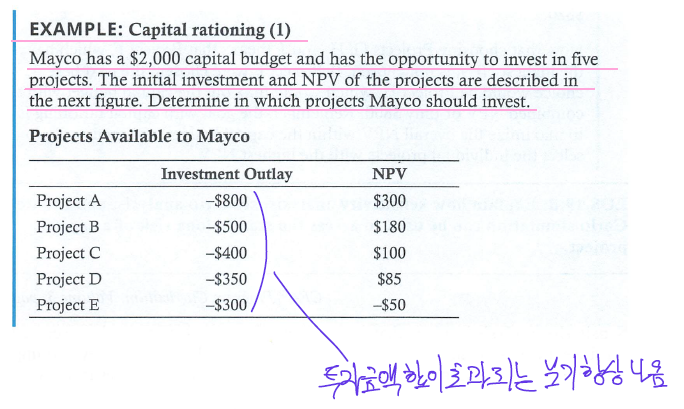 EXAMPLE: Capital rationing (1)
Mayco has a $2,000 capital budget and has the opportunity to invest in five
projects. The initial investment and NPV of the projects are described in
the next figure. Determine in which projects Mayco should invest.
Projects Available to Mayco
Investment Outlay NPV
Project A –$800 $300
Project B –$500 $180
Project C –$400 $100
Project D –$350 $85
Project E –$300 –$50
투자금액 초과되는 보기 항상 나옴